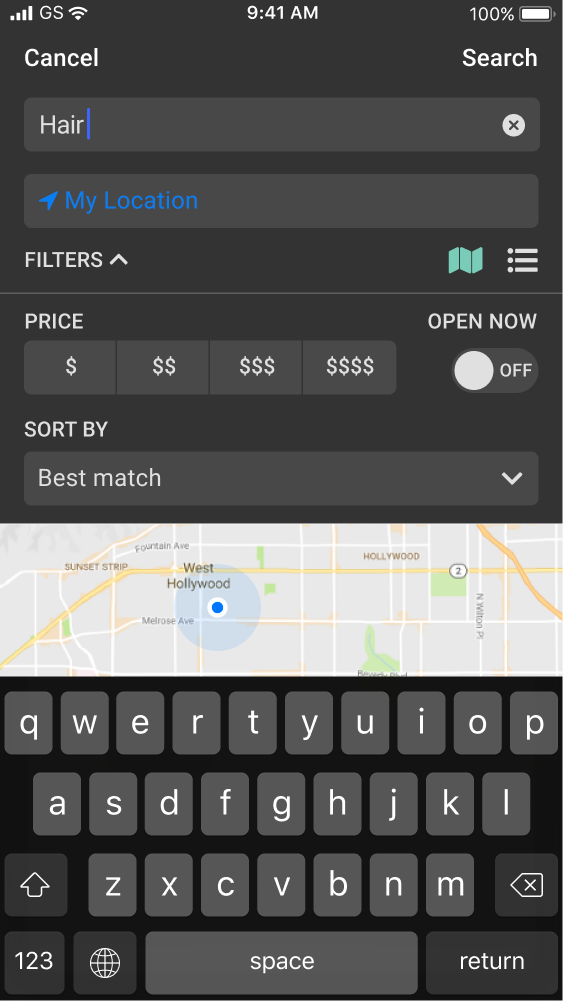 GS 9:41 AM 100%
Cancel Search
Hair
My Location
FILTERS
PRICE OPEN NOW
$ $$ $$$ $$$$ OFF
SORT BY
Best match
Fountain Ave
HOLLYWOOD
SUNSET STRIP
West
Hollywood
2
Melrose Ave
N Wilton Pl
Beverly Blvd
q w e r t y u i o p
a s d f g h j k l
z x c v b n m
123 space return